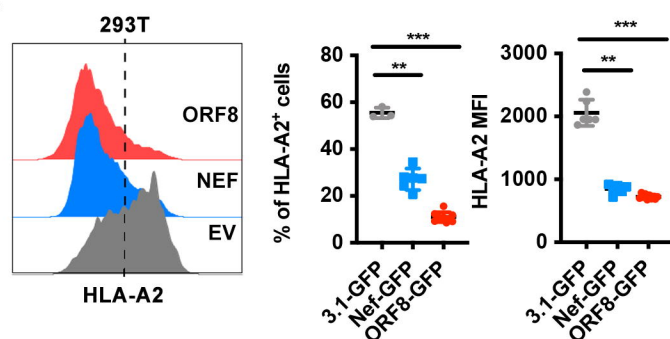 293T
ORF8
NEF
EV
HLA-A2
% of HLA-A2⁺ cells
80
60
40
20
0
***
**
3.1-GFP
Nef-GFP
ORF8-GFP
HLA-A2 MFI
3000
2000
1000
0
***
**
3.1-GFP
Nef-GFP
ORF8-GFP